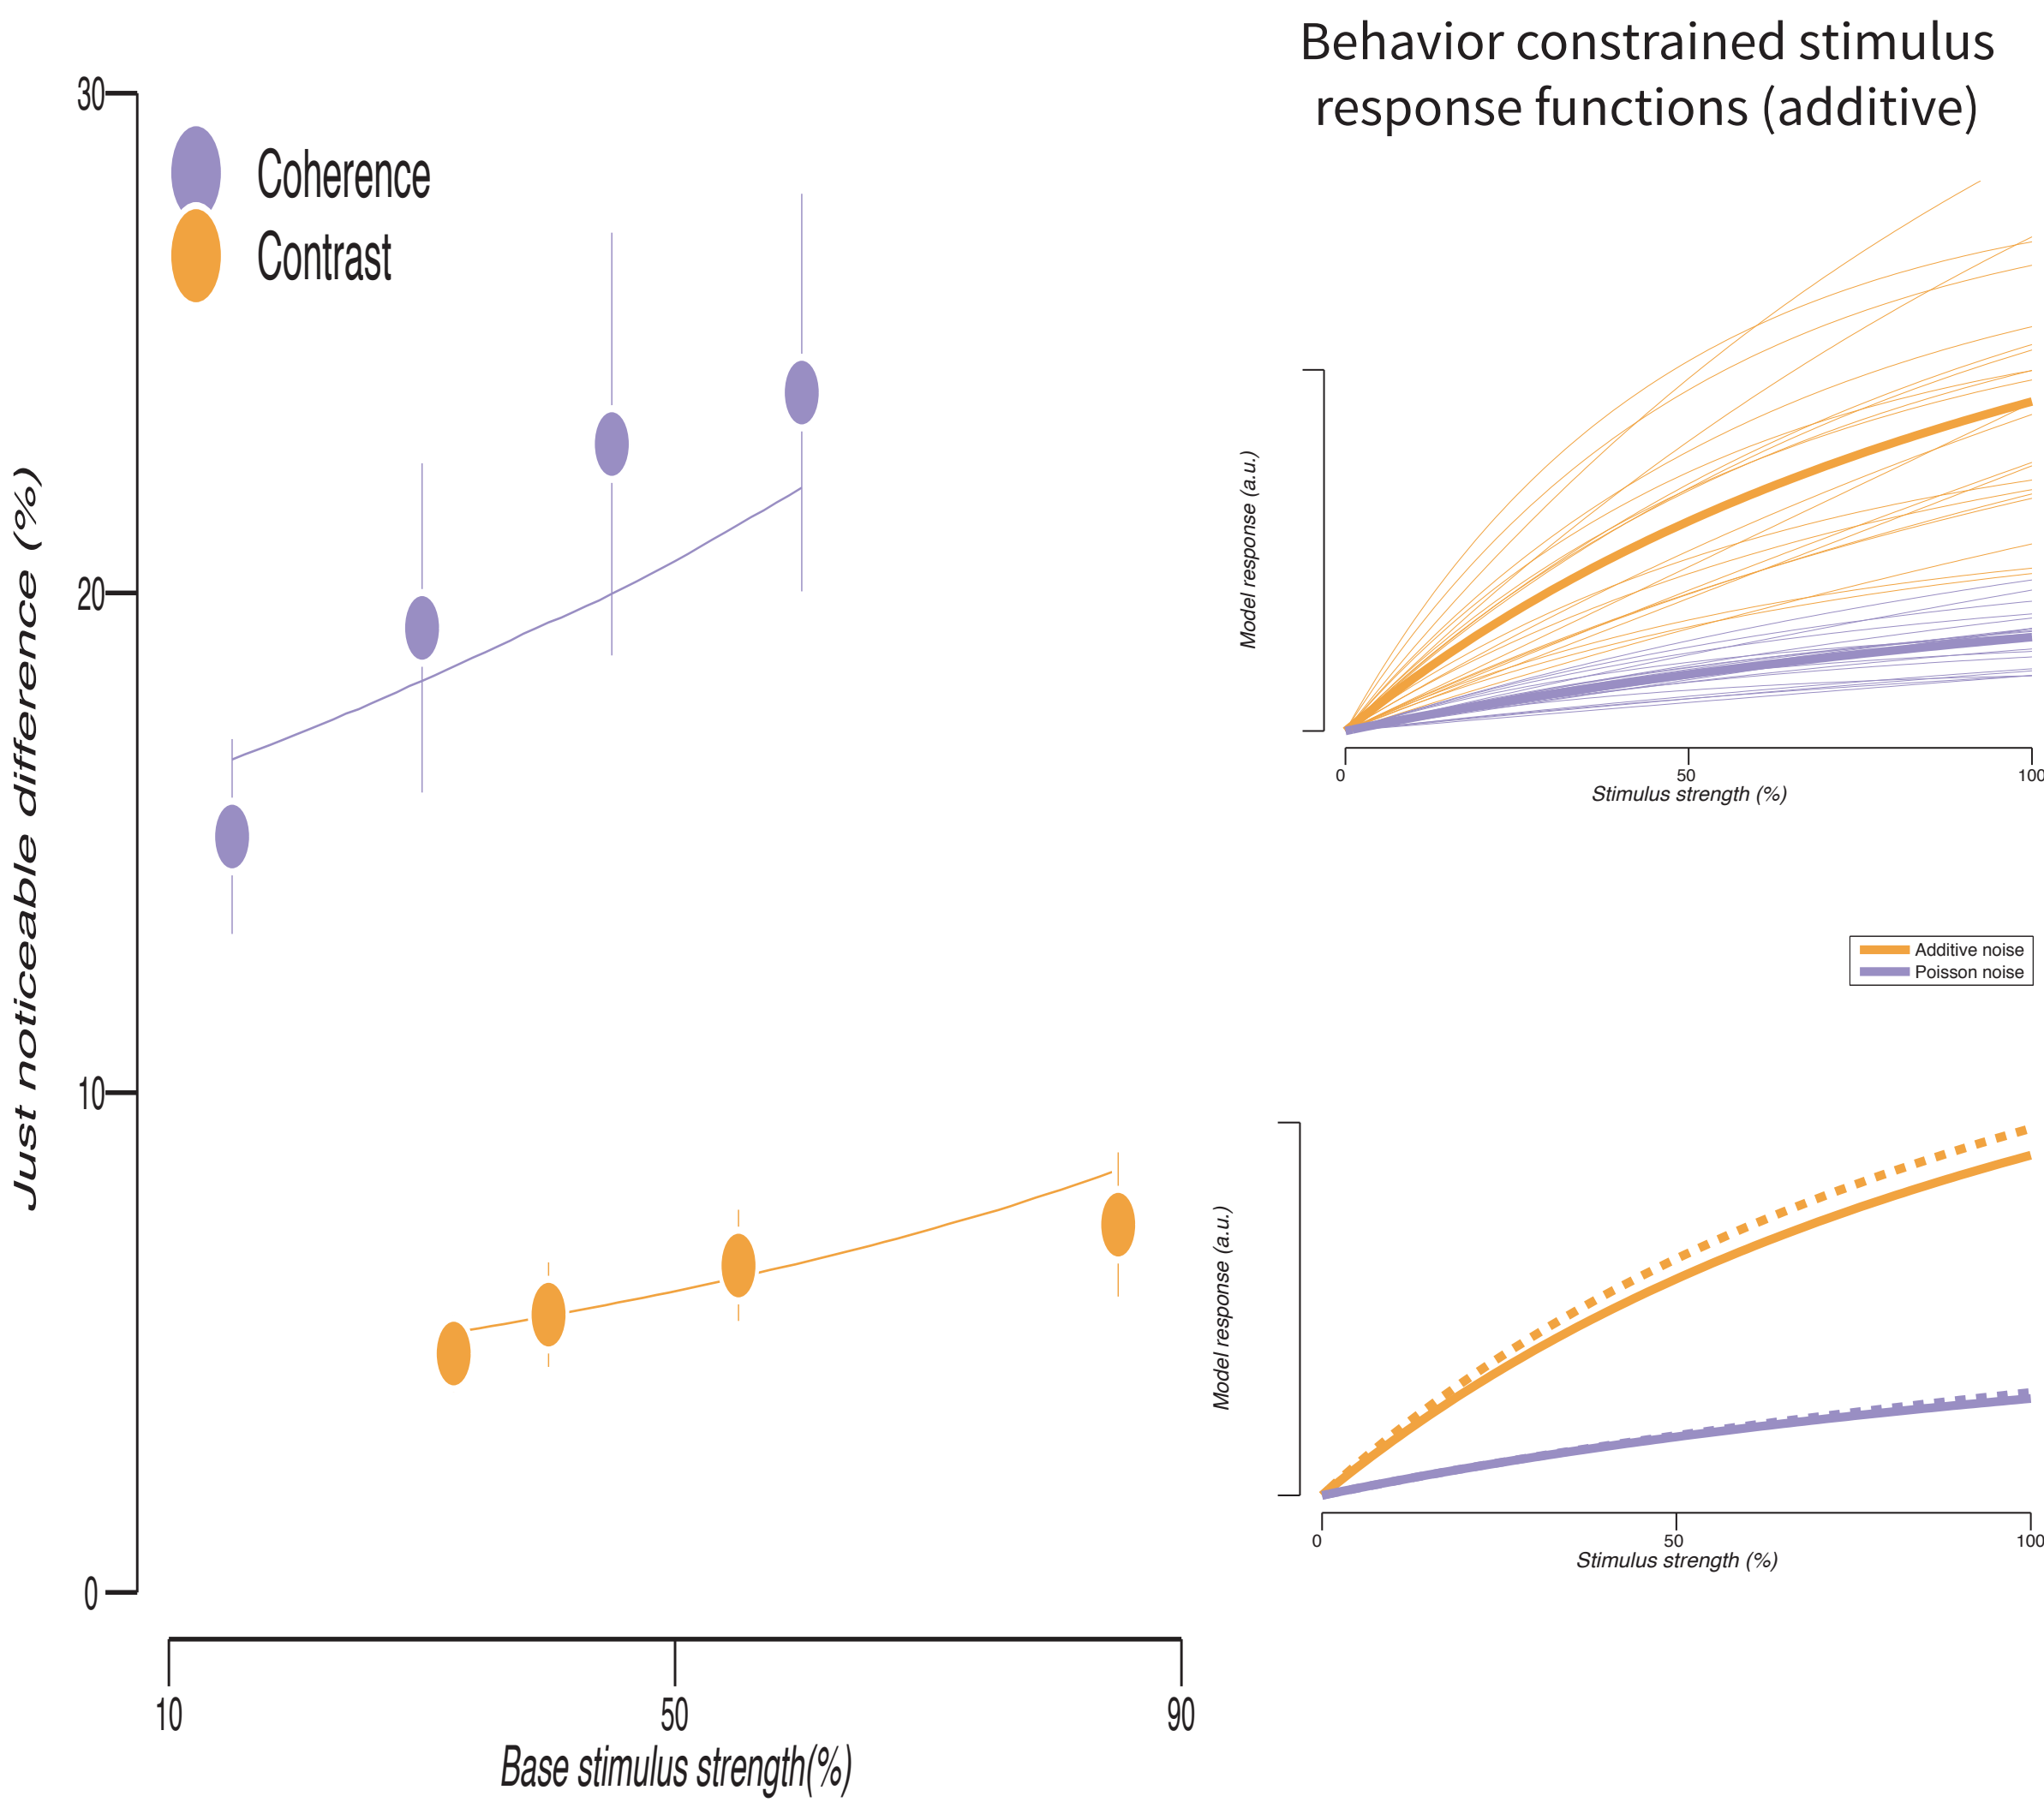 30
Coherence
Contrast
20
10
0
Just noticeable difference (%)
10
50
90
Base stimulus strength(%)
Behavior constrained stimulus
response functions (additive)
Model response (a.u.)
0
50
100
Stimulus strength (%)
Additive noise
Poisson noise
Model response (a.u.)
0
50
100
Stimulus strength (%)